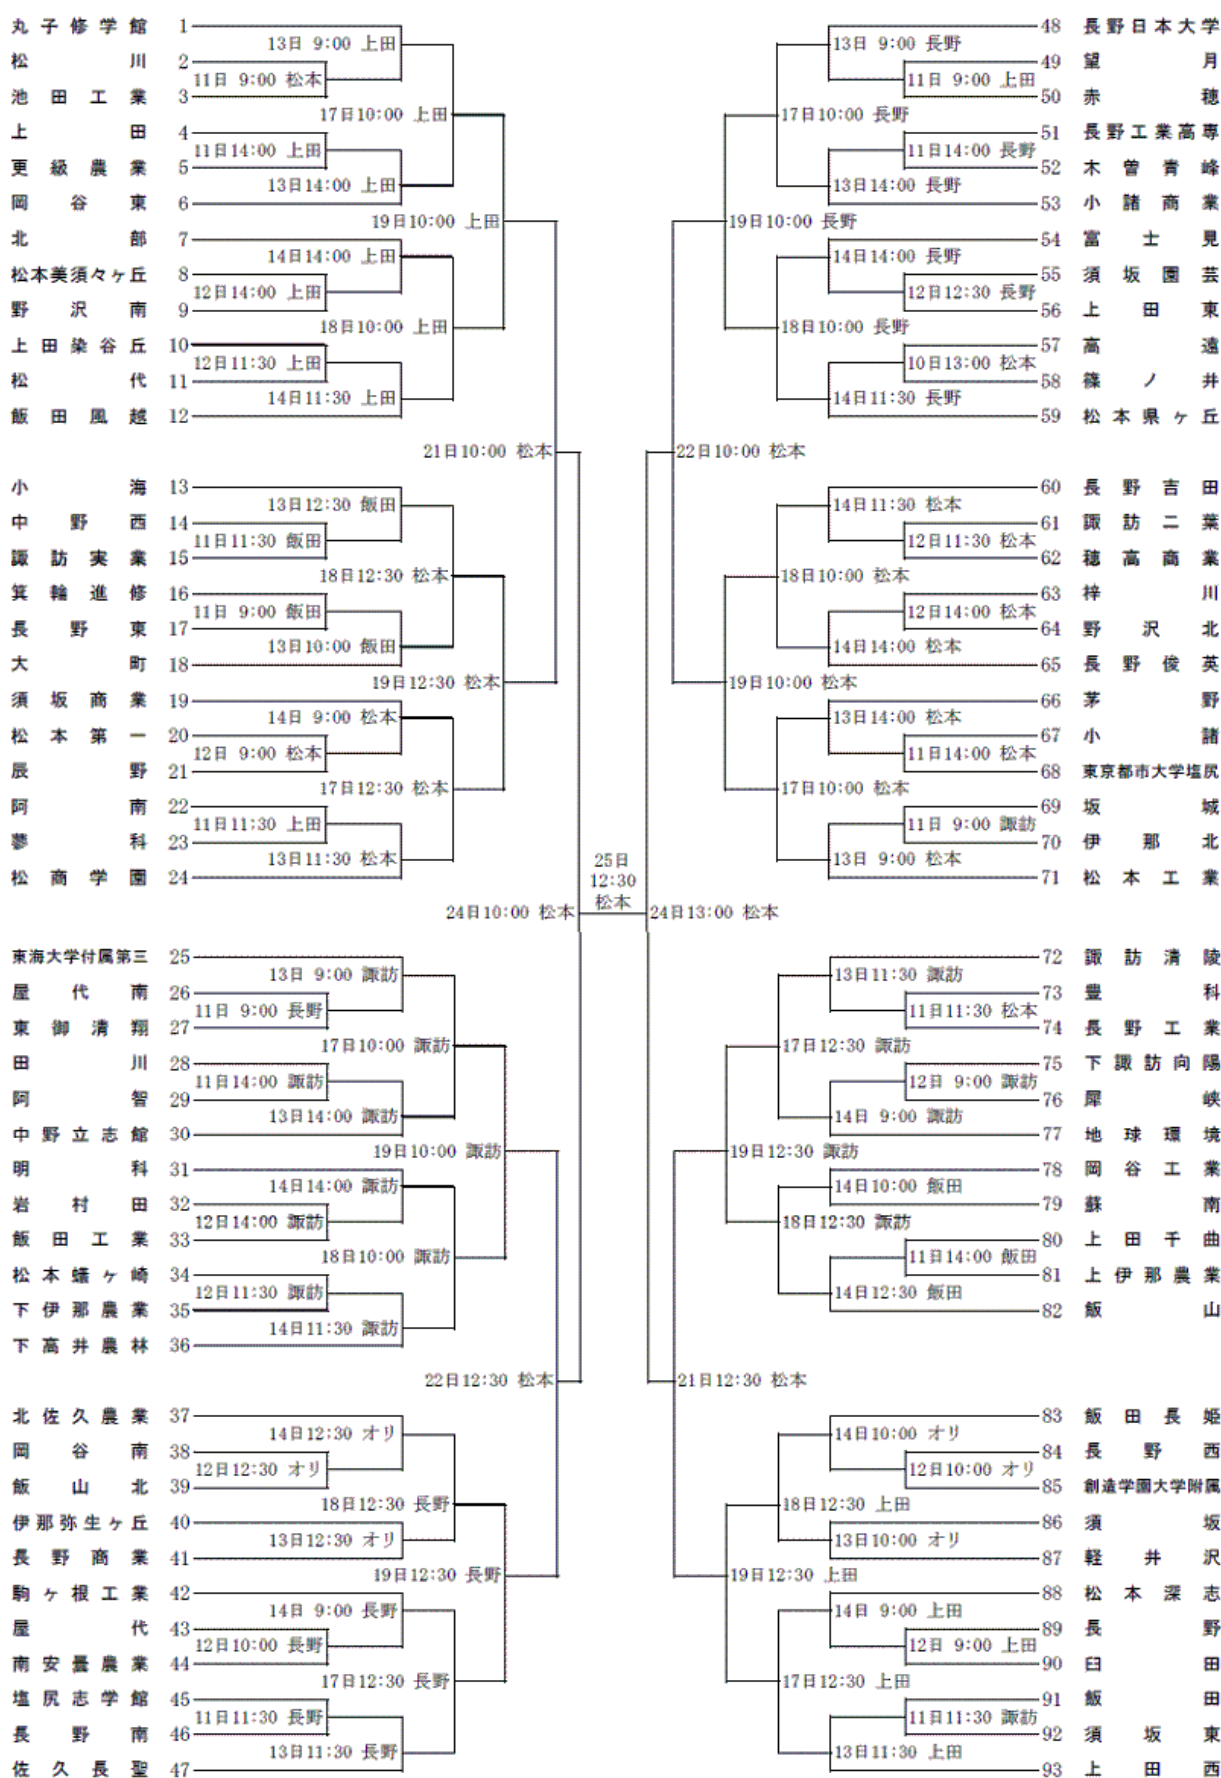 丸子修学館 1
13日 9:00 上田
松川 2
11日 9:00 松本
池田工業 3
17日10:00 上田
上田 4
11日14:00 上田
更級農業 5
13日14:00 上田
岡谷東 6
19日10:00 上田
北部 7
14日14:00 上田
松本美須々ヶ丘 8
12日14:00 上田
野沢南 9
18日10:00 上田
上田染谷丘 10
12日11:30 上田
松代 11
14日11:30 上田
飯田風越 12
21日10:00 松本
小海 13
13日12:30 飯田
中野西 14
11日11:30 飯田
諏訪実業 15
18日12:30 松本
箕輪進修 16
11日 9:00 飯田
長野東 17
13日10:00 飯田
大町 18
19日12:30 松本
須坂商業 19
14日 9:00 松本
松本第一 20
12日 9:00 松本
辰野 21
17日12:30 松本
阿南 22
11日11:30 上田
蓼科 23
13日11:30 松本
松商学園 24
24日10:00 松本
東海大学付属第三 25
13日 9:00 諏訪
屋代南 26
11日 9:00 長野
東御清翔 27
17日10:00 諏訪
田川 28
11日14:00 諏訪
阿智 29
13日14:00 諏訪
中野立志館 30
19日10:00 諏訪
明科 31
14日14:00 諏訪
岩村田 32
12日14:00 諏訪
飯田工業 33
18日10:00 諏訪
松本蟻ヶ崎 34
12日11:30 諏訪
下伊那農業 35
14日11:30 諏訪
下高井農林 36
22日12:30 松本
北佐久農業 37
14日12:30 オリ
岡谷南 38
12日12:30 オリ
飯山北 39
18日12:30 長野
伊那弥生ヶ丘 40
13日12:30 オリ
長野商業 41
19日12:30 長野
駒ヶ根工業 42
14日 9:00 長野
屋代 43
12日10:00 長野
南安曇農業 44
17日12:30 長野
塩尻志学館 45
11日11:30 長野
長野南 46
13日11:30 長野
佐久長聖 47
25日
12:30
松本
48 長野日本大学
13日 9:00 長野
49 望月
11日 9:00 上田
50 赤穂
17日10:00 長野
51 長野工業高専
11日14:00 長野
52 木曽青峰
13日14:00 長野
53 小諸商業
19日10:00 長野
54 富士見
14日14:00 長野
55 須坂園芸
12日12:30 長野
56 上田東
18日10:00 長野
57 高遠
10日13:00 松本
58 篠ノ井
14日11:30 長野
59 松本県ヶ丘
22日10:00 松本
60 長野吉田
14日11:30 松本
61 諏訪二葉
12日11:30 松本
62 穂高商業
18日10:00 松本
63 梓川
12日14:00 松本
64 野沢北
14日14:00 松本
65 長野俊英
19日10:00 松本
66 茅野
13日14:00 松本
67 小諸
11日14:00 松本
68 東京都市大学塩尻
17日10:00 松本
69 坂城
11日 9:00 諏訪
70 伊那北
13日 9:00 松本
71 松本工業
24日13:00 松本
72 諏訪清陵
13日11:30 諏訪
73 豊科
11日11:30 松本
74 長野工業
17日12:30 諏訪
75 下諏訪向陽
12日 9:00 諏訪
76 犀峡
14日 9:00 諏訪
77 地球環境
19日12:30 諏訪
78 岡谷工業
14日10:00 飯田
79 蘇南
18日12:30 諏訪
80 上田千曲
11日14:00 飯田
81 上伊那農業
14日12:30 飯田
82 飯山
21日12:30 松本
83 飯田長姫
14日10:00 オリ
84 長野西
12日10:00 オリ
85 創造学園大学附属
18日12:30 上田
86 須坂
13日10:00 オリ
87 軽井沢
19日12:30 上田
88 松本深志
14日 9:00 上田
89 長野
12日 9:00 上田
90 臼田
17日12:30 上田
91 飯田
11日11:30 諏訪
92 須坂東
13日11:30 上田
93 上田西